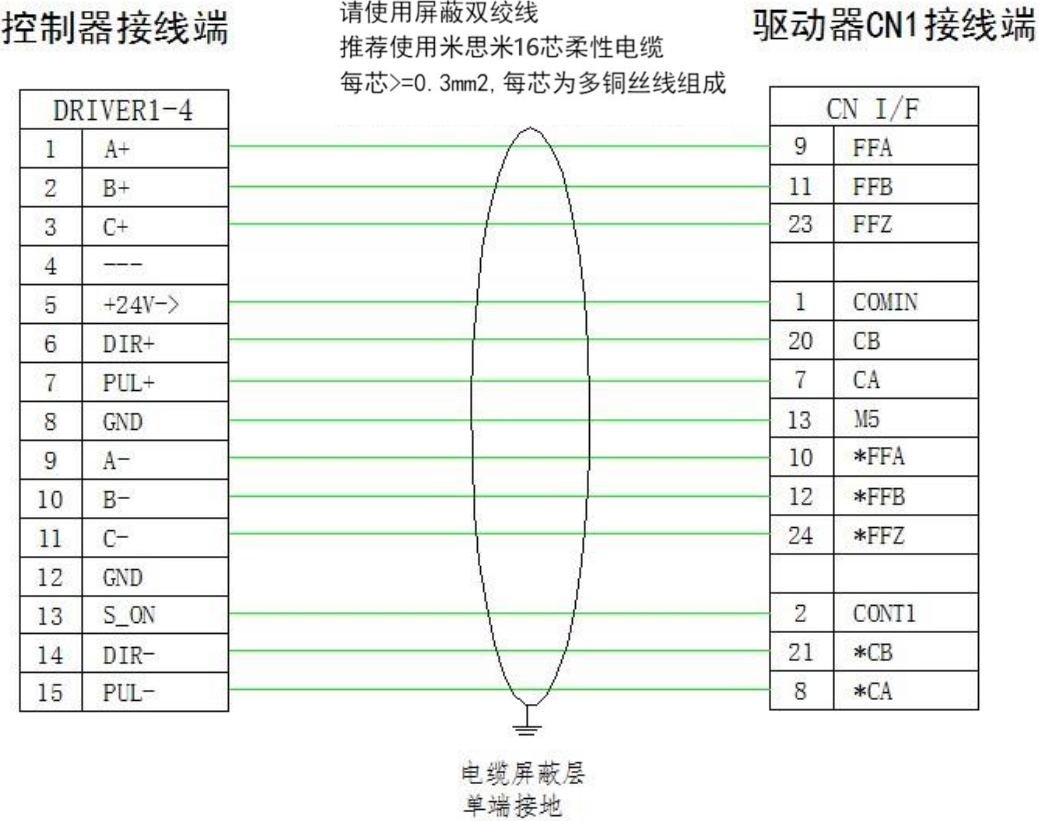 控制器接线端
请使用屏蔽双绞线
推荐使用米思米16芯柔性电缆
每芯>=0.3mm2,每芯为多铜丝线组成
驱动器CN1接线端
DRIVER1-4
1 A+
2 B+
3 C+
4 ---
5 +24V->
6 DIR+
7 PUL+
8 GND
9 A-
10 B-
11 C-
12 GND
13 S_ON
14 DIR-
15 PUL-
CN I/F
9 FFA
11 FFB
23 FFZ
1 COMIN
20 CB
7 CA
13 M5
10 *FFA
12 *FFB
24 *FFZ
2 CONT1
21 *CB
8 *CA
电缆屏蔽层
单端接地